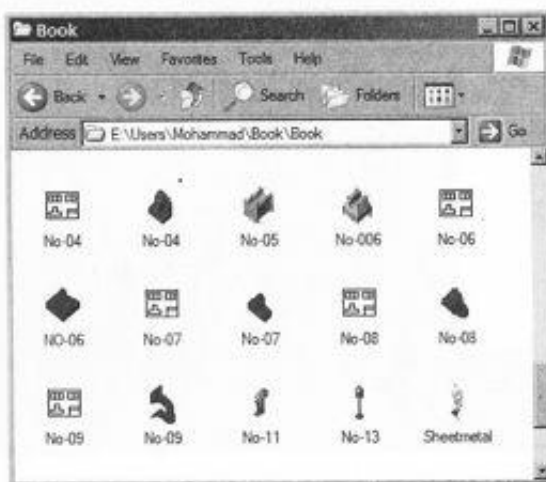 Book
File Edit View Favorites Tools Help
Back Search Folders
Address E:\Users\Mohammad\Book\Book Go
No-04 No-04 No-05 No-006 No-06
NO-06 No-07 No-07 No-08 No-08
No-09 No-09 No-11 No-13 Sheetmetal